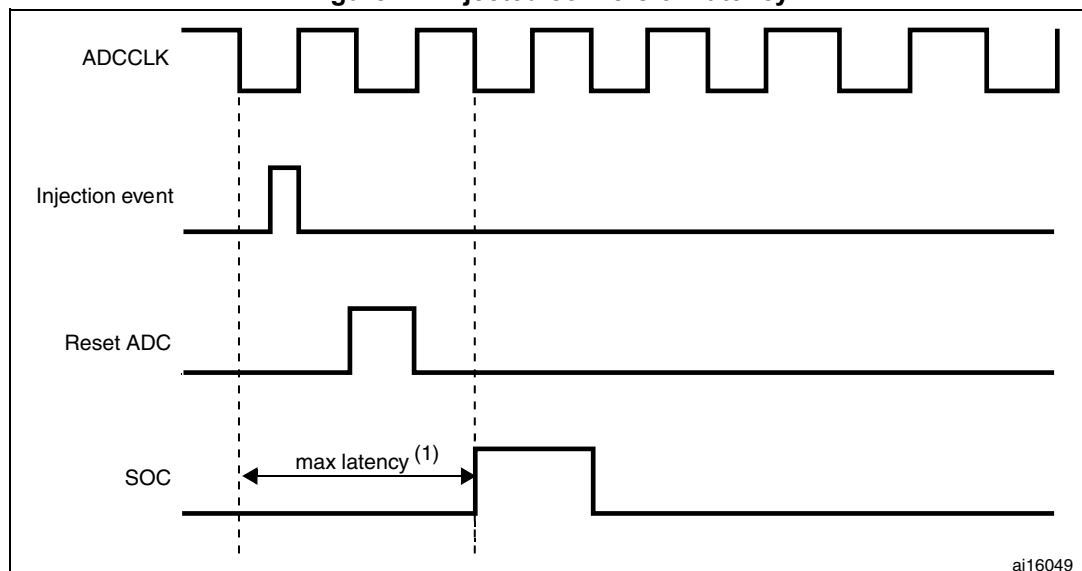 ADCCLK
Injection event
Reset ADC
max latency (1)
SOC
ai16049